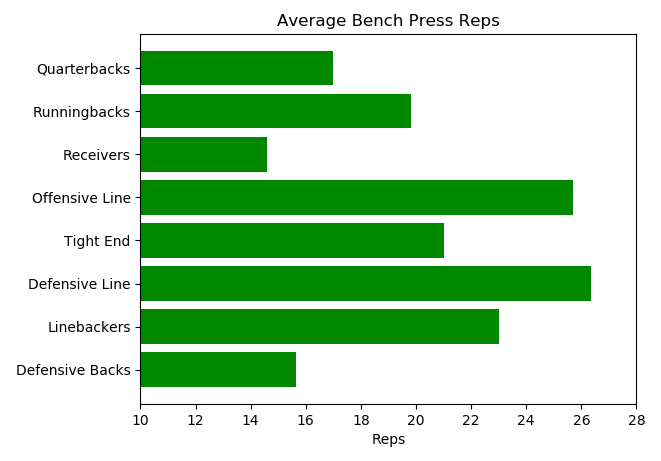 Average Bench Press Reps
Quarterbacks
Runningbacks
Receivers
Offensive Line
Tight End
Defensive Line
Linebackers
Defensive Backs
10 12 14 16 18 20 22 24 26 28
Reps